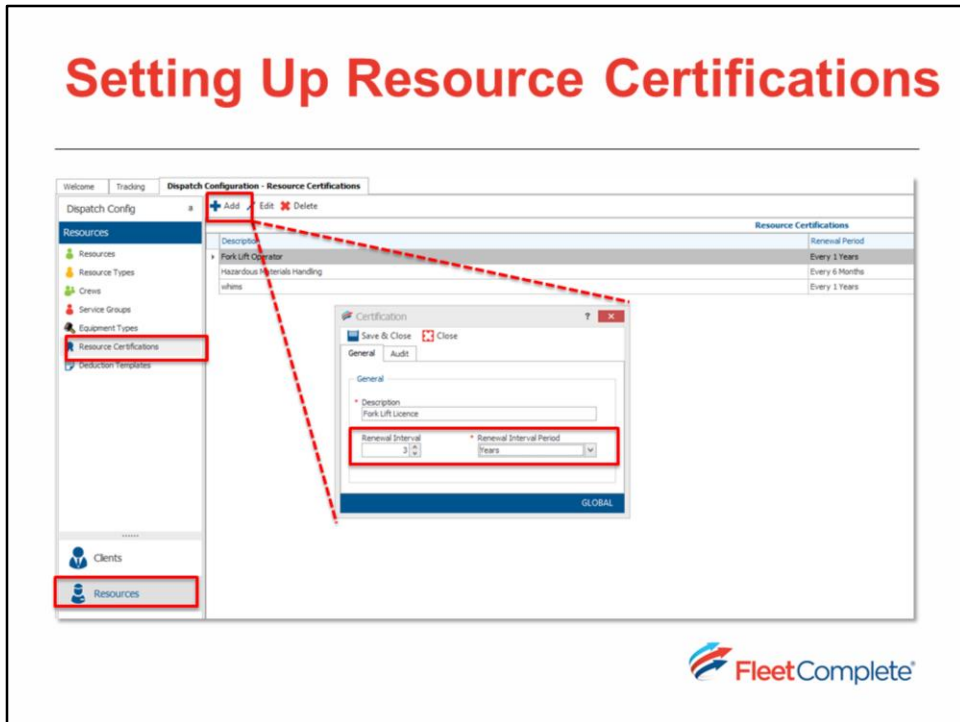 Setting Up Resource Certifications
Welcome Tracking Dispatch Configuration - Resource Certifications
Dispatch Config
Add Edit Delete
Resources
Resource Certifications
Description Renewal Period
Resources
Fork Lift Operator Every 1 Years
Resource Types
Hazardous Materials Handling Every 6 Months
Crews
whims Every 1 Years
Service Groups
Equipment Types
Resource Certifications
Deduction Templates
Certification ?
Save & Close Close
General Audit
General
* Description
Fork Lift Licence
Renewal Interval * Renewal Interval Period
3 Years
GLOBAL
Clients
Resources
FleetComplete®